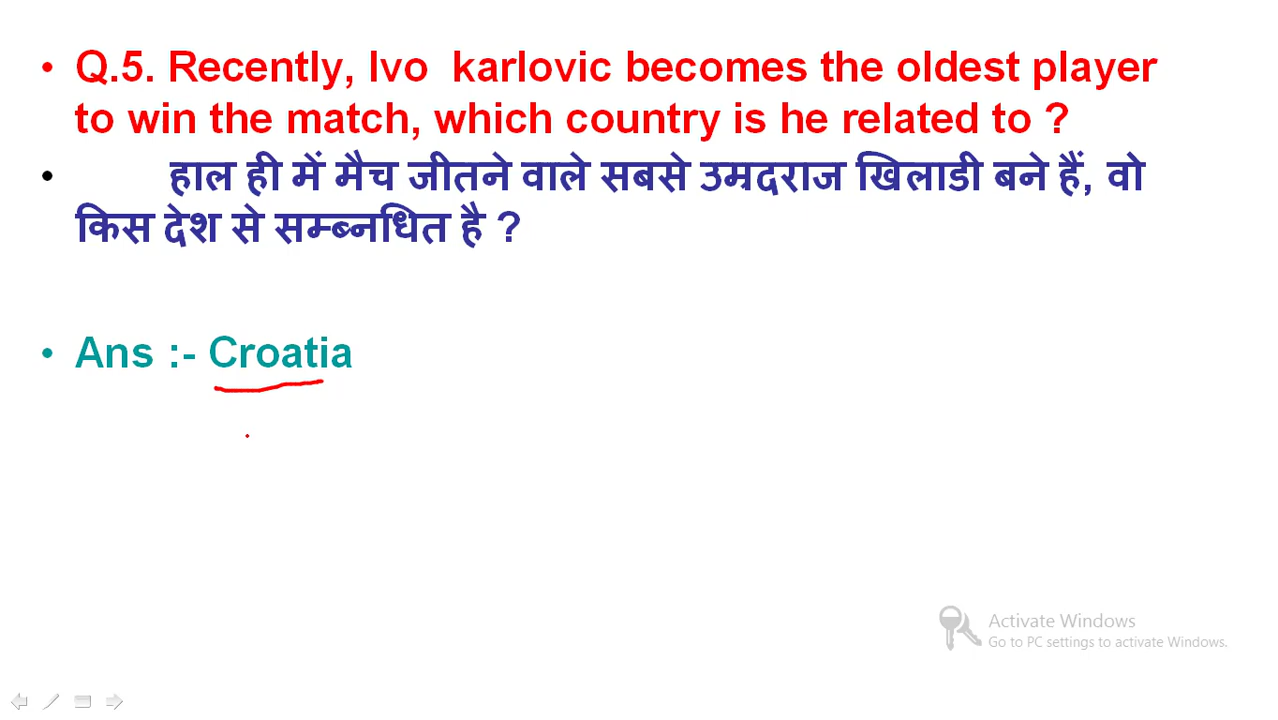 • Q.5. Recently, Ivo karlovic becomes the oldest player
to win the match, which country is he related to ?
• हाल ही में मैच जीतने वाले सबसे उम्रदराज खिलाडी बने हैं, वो
किस देश से सम्ब्नधित है ?
• Ans :- Croatia
Activate Windows
Go to PC settings to activate Windows.